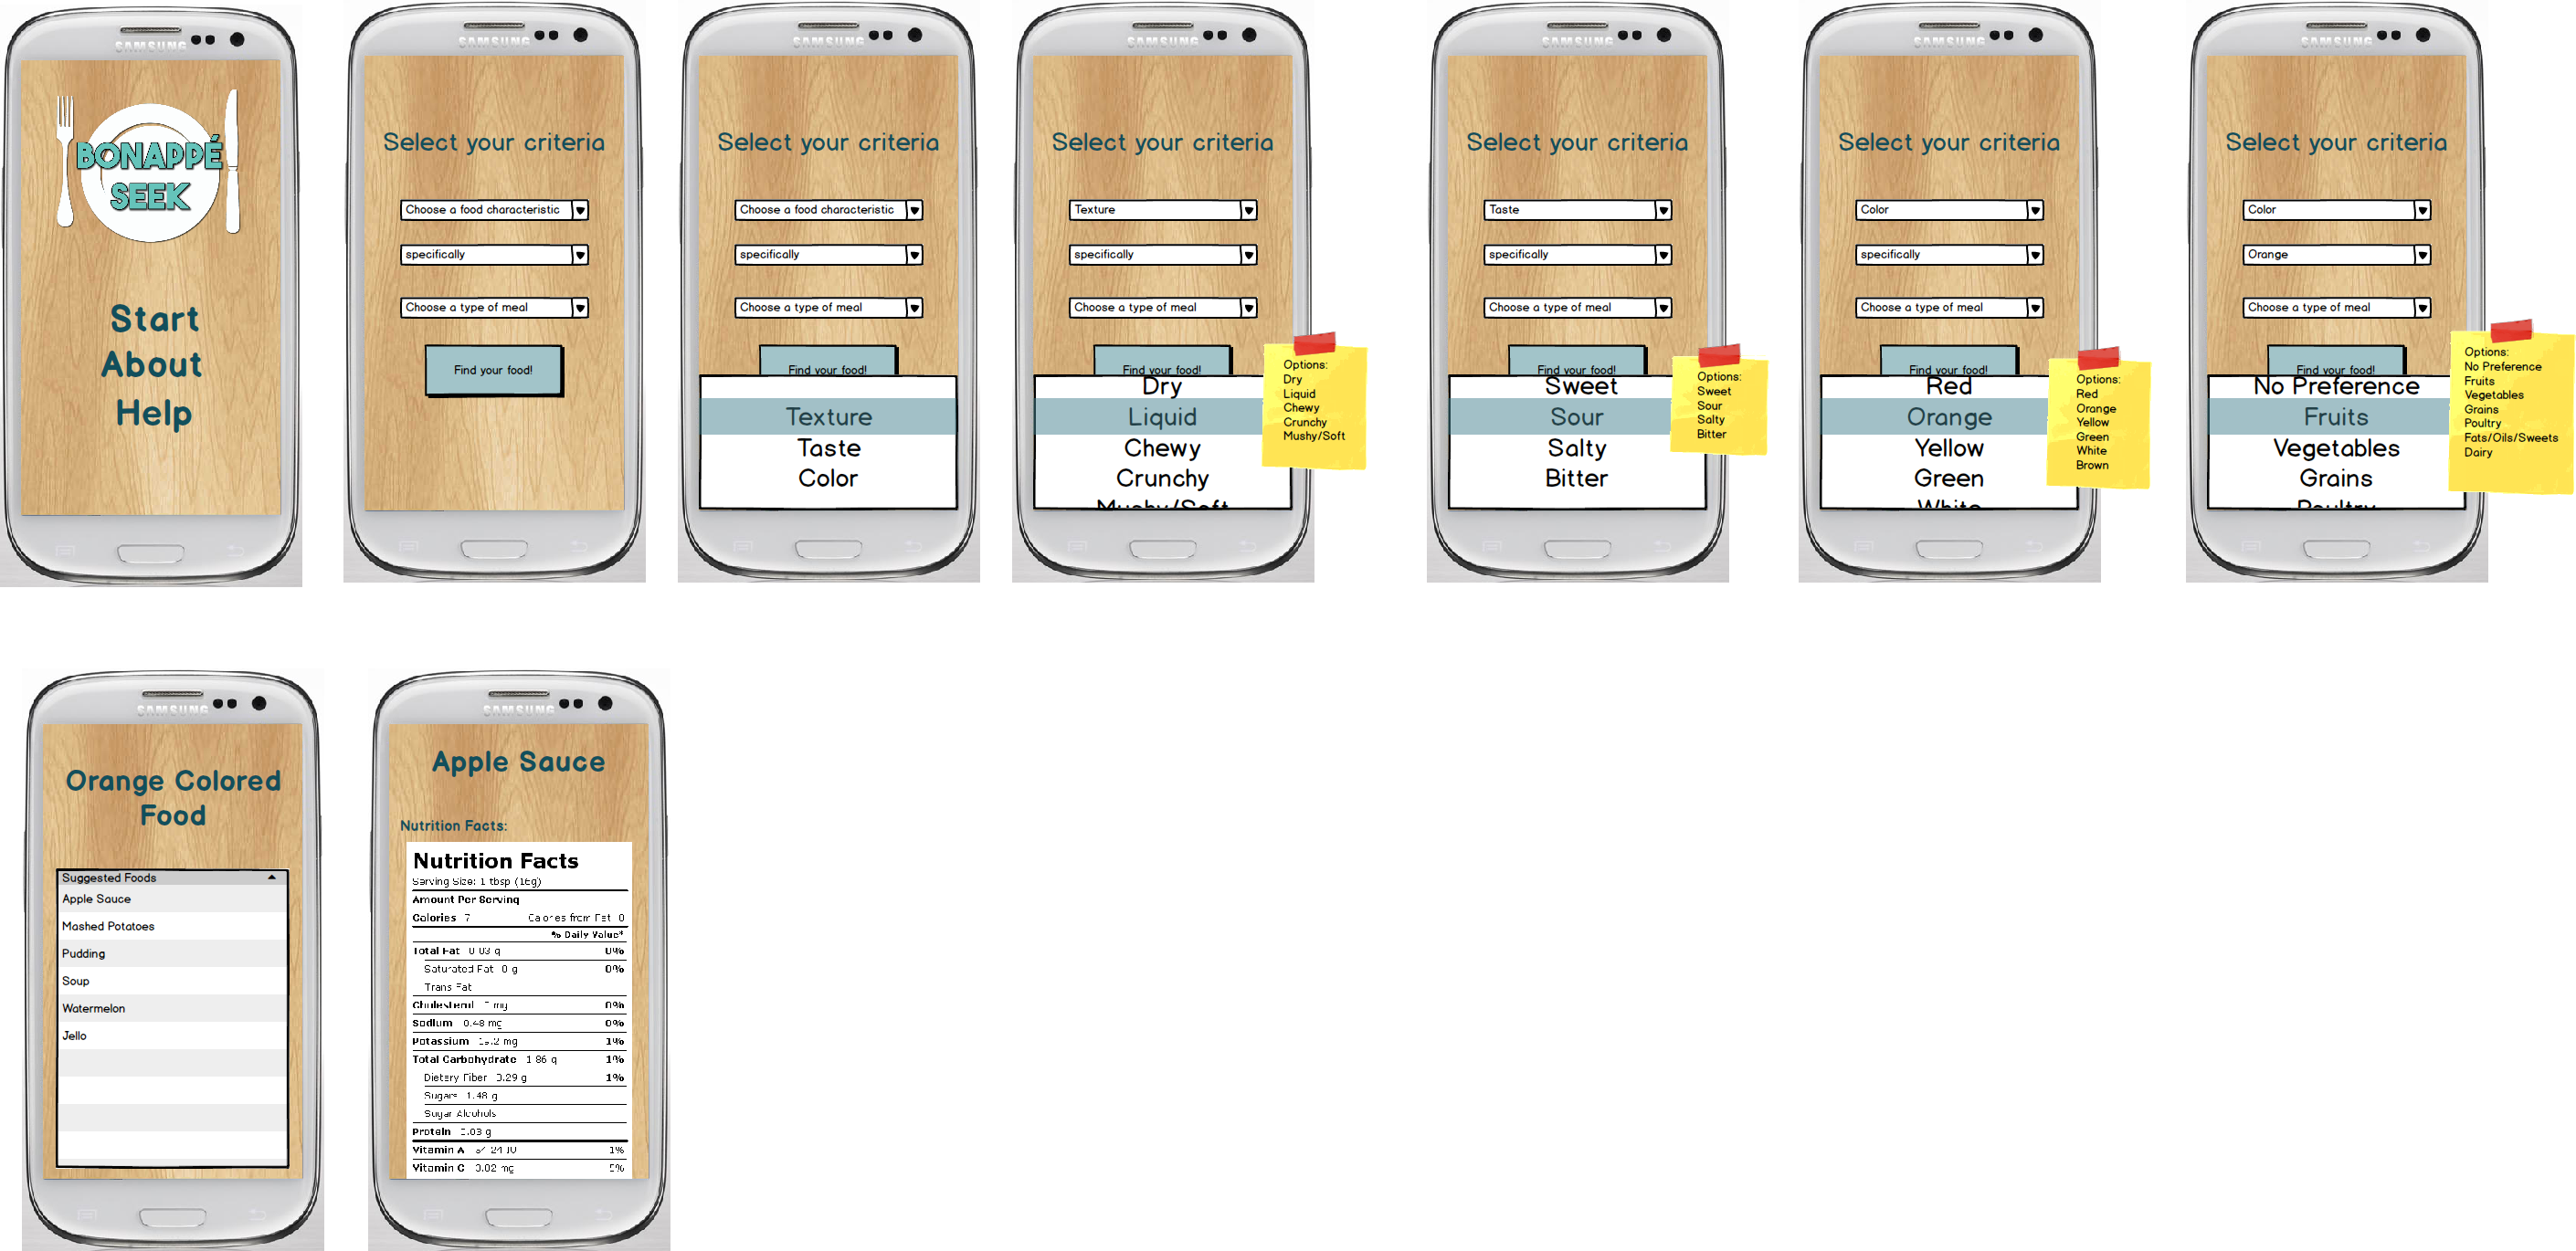 SAMSUNG
BONAPPÉ
SEEK
Start
About
Help
SAMSUNG
Select your criteria
Choose a food characteristic
specifically
Choose a type of meal
Find your food!
SAMSUNG
Select your criteria
Choose a food characteristic
specifically
Choose a type of meal
Find your food!
Texture
Taste
Color
SAMSUNG
Select your criteria
Texture
specifically
Choose a type of meal
Find your food!
Dry
Liquid
Chewy
Crunchy
Mushy/Soft
Options:
Dry
Liquid
Chewy
Crunchy
Mushy/Soft
SAMSUNG
Select your criteria
Taste
specifically
Choose a type of meal
Find your food!
Sweet
Sour
Salty
Bitter
Options:
Sweet
Sour
Salty
Bitter
SAMSUNG
Select your criteria
Color
specifically
Choose a type of meal
Find your food!
Red
Orange
Yellow
Green
White
Options:
Red
Orange
Yellow
Green
White
Brown
SAMSUNG
Select your criteria
Color
Orange
Choose a type of meal
Find your food!
No Preference
Fruits
Vegetables
Grains
Poultry
Options:
No Preference
Fruits
Vegetables
Grains
Poultry
Fats/Oils/Sweets
Dairy
SAMSUNG
Orange Colored
Food
Suggested Foods
Apple Sauce
Mashed Potatoes
Pudding
Soup
Watermelon
Jello
SAMSUNG
Apple Sauce
Nutrition Facts:
Nutrition Facts
Serving Size: 1 tbsp (16g)
Amount Per Serving
Calories 7 Calories from Fat 0
% Daily Value*
Total Fat 0.03 g 0%
Saturated Fat 0 g 0%
Trans Fat
Cholesterol mg 0%
Sodium 0.48 mg 0%
Potassium mg 1%
Total Carbohydrate 1.86 g 1%
Dietary Fiber 0.29 g 1%
Sugars 1.48 g
Sugar Alcohols
Protein 0.03 g
Vitamin A 1%
Vitamin C mg